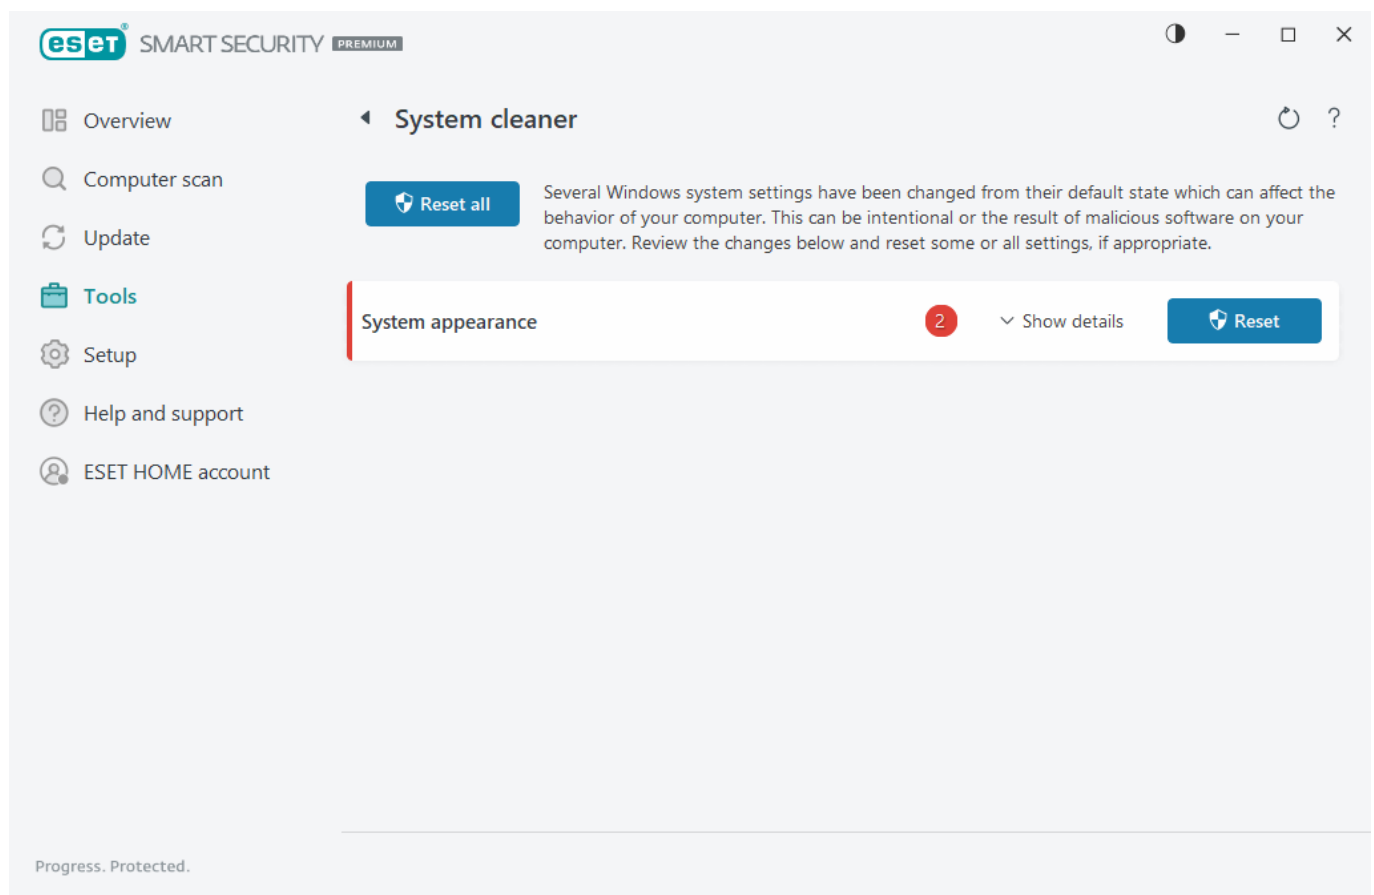 eset® SMART SECURITY PREMIUM
Overview
Computer scan
Update
Tools
Setup
Help and support
ESET HOME account
System cleaner
?
Reset all
Several Windows system settings have been changed from their default state which can affect the
behavior of your computer. This can be intentional or the result of malicious software on your
computer. Review the changes below and reset some or all settings, if appropriate.
System appearance 2 Show details Reset
Progress. Protected.